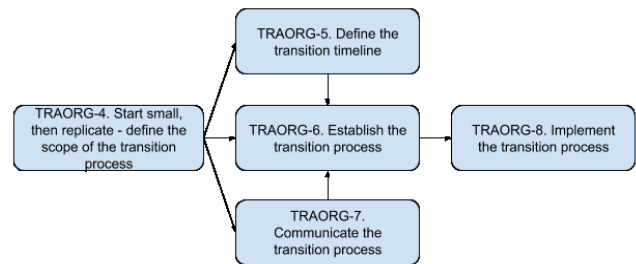 TRAORG-5. Define the
transition timeline
TRAORG-4. Start small,
then replicate - define the
scope of the transition
process
TRAORG-6. Establish the
transition process
TRAORG-8. Implement
the transition process
TRAORG-7.
Communicate the
transition process